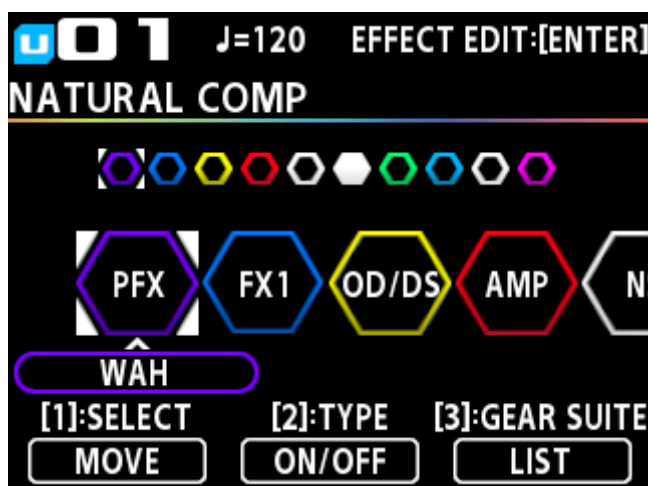 U01 ♩=120 EFFECT EDIT:[ENTER]
NATURAL COMP
PFX FX1 OD/DS AMP N
WAH
[1]:SELECT [2]:TYPE [3]:GEAR SUITE
MOVE ON/OFF LIST